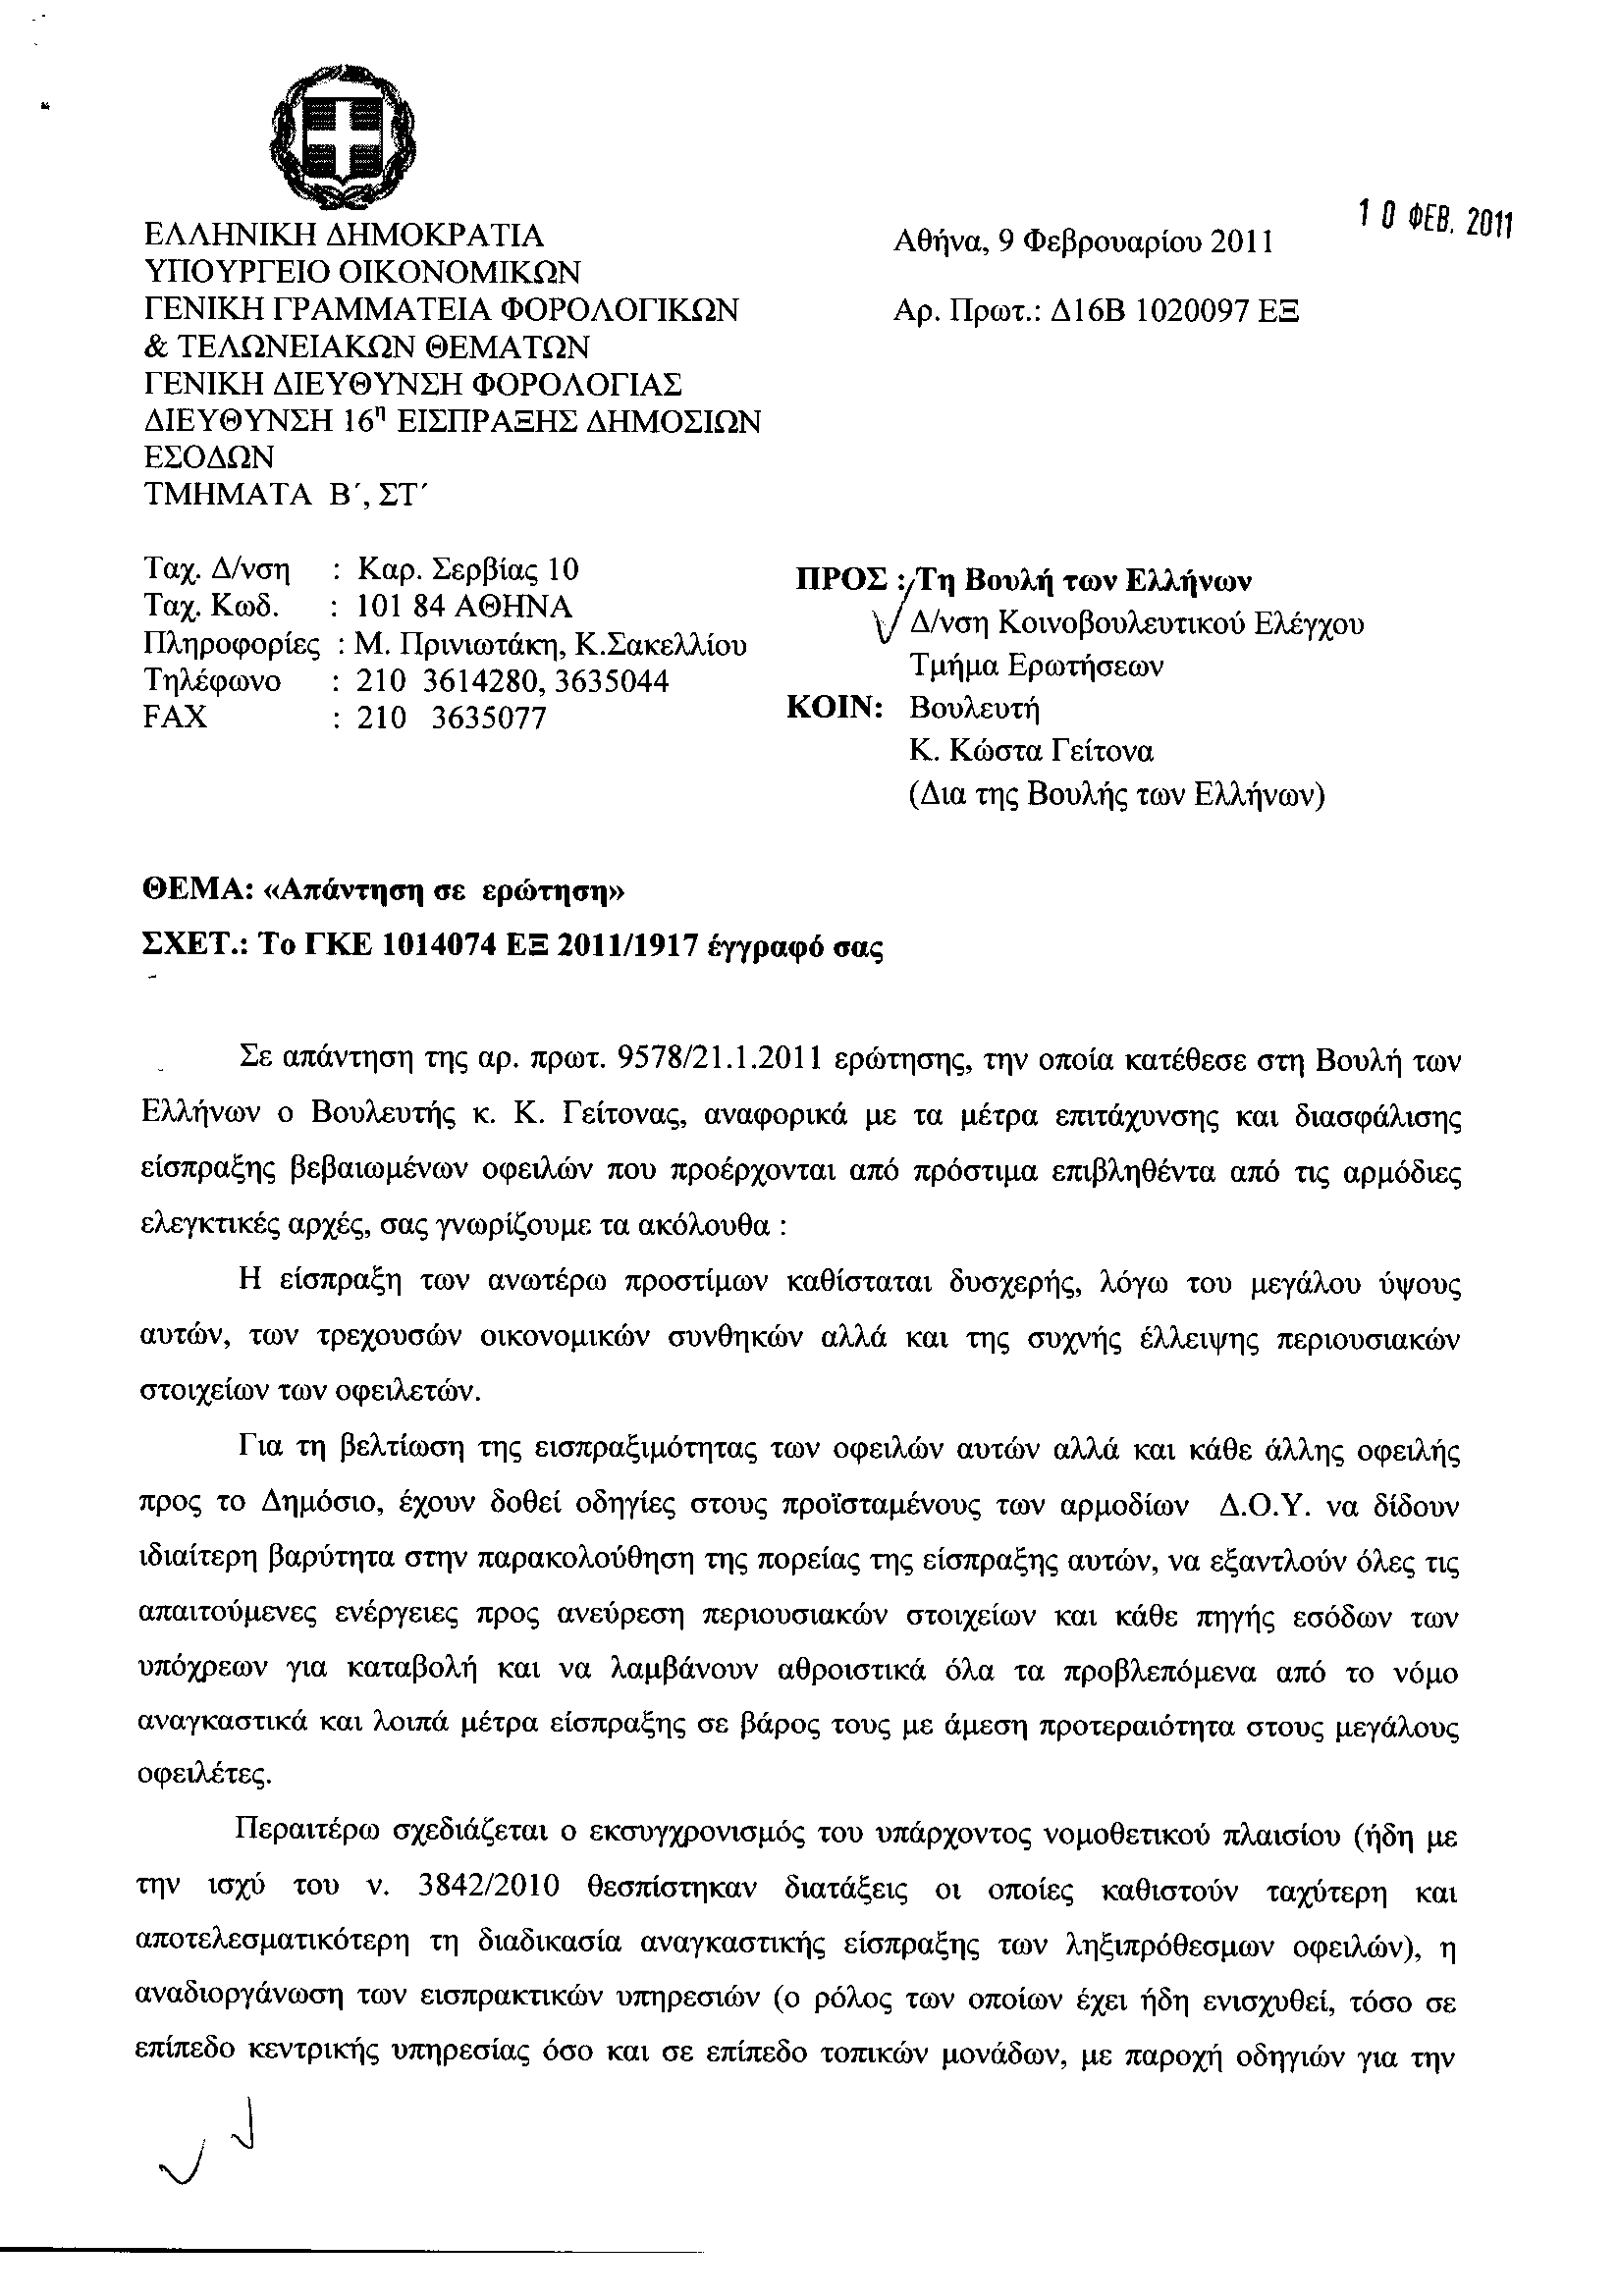 1 0 ΦΕΒ. 2011
ΕΛΛΗΝΙΚΗ ΔΗΜΟΚΡΑΤΙΑ
ΥΠΟΥΡΓΕΙΟ ΟΙΚΟΝΟΜΙΚΩΝ
ΓΕΝΙΚΗ ΓΡΑΜΜΑΤΕΙΑ ΦΟΡΟΛΟΓΙΚΩΝ
& ΤΕΛΩΝΕΙΑΚΩΝ ΘΕΜΑΤΩΝ
ΓΕΝΙΚΗ ΔΙΕΥΘΥΝΣΗ ΦΟΡΟΛΟΓΙΑΣ
ΔΙΕΥΘΥΝΣΗ 16η ΕΙΣΠΡΑΞΗΣ ΔΗΜΟΣΙΩΝ
ΕΣΟΔΩΝ
ΤΜΗΜΑΤΑ Β΄, ΣΤ΄
Αθήνα, 9 Φεβρουαρίου 2011
Αρ. Πρωτ.: Δ16Β 1020097 ΕΞ
Ταχ. Δ/νση : Καρ. Σερβίας 10
Ταχ. Κωδ. : 101 84 ΑΘΗΝΑ
Πληροφορίες : Μ. Πρινιωτάκη, Κ.Σακελλίου
Τηλέφωνο : 210 3614280, 3635044
FAX : 210 3635077
ΠΡΟΣ : Τη Βουλή των Ελλήνων
Δ/νση Κοινοβουλευτικού Ελέγχου
Τμήμα Ερωτήσεων
ΚΟΙΝ: Βουλευτή
Κ. Κώστα Γείτονα
(Δια της Βουλής των Ελλήνων)
ΘΕΜΑ: «Απάντηση σε ερώτηση»
ΣΧΕΤ.: Το ΓΚΕ 1014074 ΕΞ 2011/1917 έγγραφό σας
Σε απάντηση της αρ. πρωτ. 9578/21.1.2011 ερώτησης, την οποία κατέθεσε στη Βουλή των
Ελλήνων ο Βουλευτής κ. Κ. Γείτονας, αναφορικά με τα μέτρα επιτάχυνσης και διασφάλισης
είσπραξης βεβαιωμένων οφειλών που προέρχονται από πρόστιμα επιβληθέντα από τις αρμόδιες
ελεγκτικές αρχές, σας γνωρίζουμε τα ακόλουθα :
Η είσπραξη των ανωτέρω προστίμων καθίσταται δυσχερής, λόγω του μεγάλου ύψους
αυτών, των τρεχουσών οικονομικών συνθηκών αλλά και της συχνής έλλειψης περιουσιακών
στοιχείων των οφειλετών.
Για τη βελτίωση της εισπραξιμότητας των οφειλών αυτών αλλά και κάθε άλλης οφειλής
προς το Δημόσιο, έχουν δοθεί οδηγίες στους προϊσταμένους των αρμοδίων Δ.Ο.Υ. να δίδουν
ιδιαίτερη βαρύτητα στην παρακολούθηση της πορείας της είσπραξης αυτών, να εξαντλούν όλες τις
απαιτούμενες ενέργειες προς ανεύρεση περιουσιακών στοιχείων και κάθε πηγής εσόδων των
υπόχρεων για καταβολή και να λαμβάνουν αθροιστικά όλα τα προβλεπόμενα από το νόμο
αναγκαστικά και λοιπά μέτρα είσπραξης σε βάρος τους με άμεση προτεραιότητα στους μεγάλους
οφειλέτες.
Περαιτέρω σχεδιάζεται ο εκσυγχρονισμός του υπάρχοντος νομοθετικού πλαισίου (ήδη με
την ισχύ του ν. 3842/2010 θεσπίστηκαν διατάξεις οι οποίες καθιστούν ταχύτερη και
αποτελεσματικότερη τη διαδικασία αναγκαστικής είσπραξης των ληξιπρόθεσμων οφειλών), η
αναδιοργάνωση των εισπρακτικών υπηρεσιών (ο ρόλος των οποίων έχει ήδη ενισχυθεί, τόσο σε
επίπεδο κεντρικής υπηρεσίας όσο και σε επίπεδο τοπικών μονάδων, με παροχή οδηγιών για την